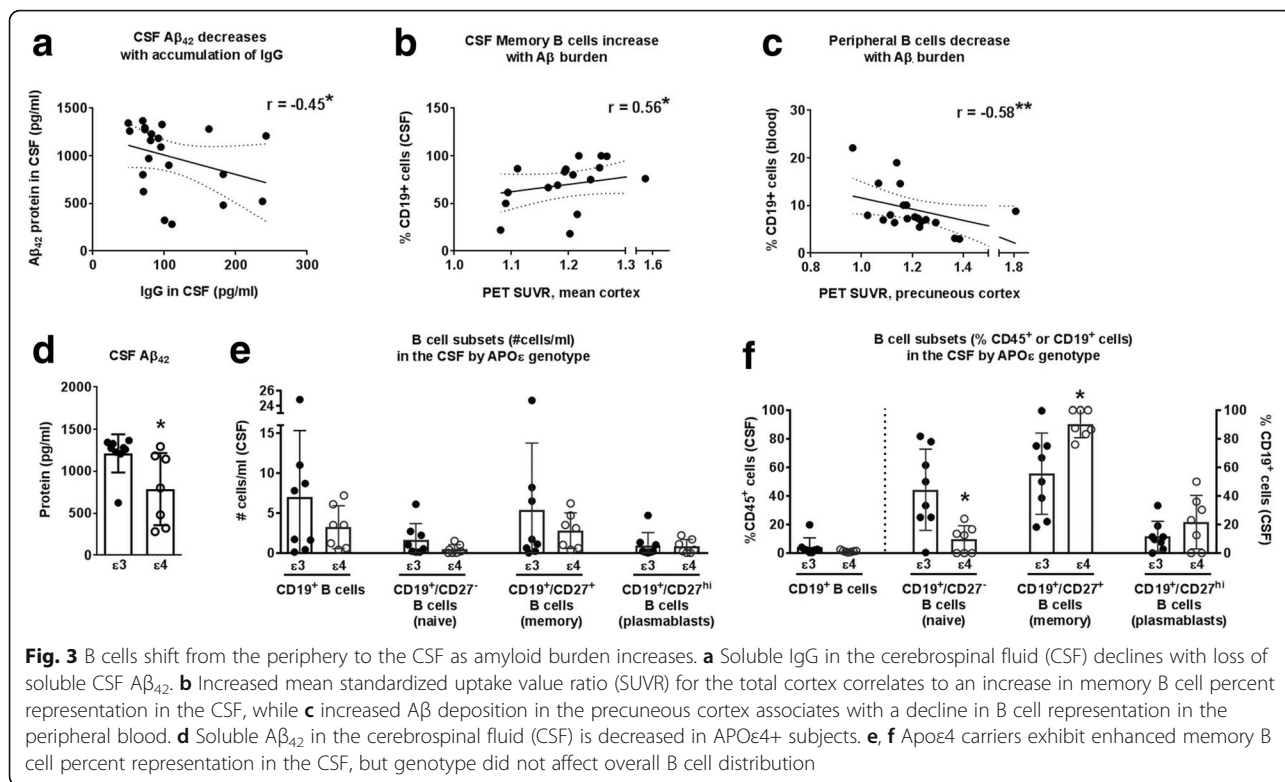 a
CSF Aβ42 decreases
with accumulation of IgG
r = -0.45*
Aβ42 protein in CSF (pg/ml)
1500
1000
500
0
0
100
200
300
IgG in CSF (pg/ml)
b
CSF Memory B cells increase
with Aβ burden
r = 0.56*
% CD19+ cells (CSF)
150
100
50
0
1.0
1.1
1.2
1.3
1.6
PET SUVR, mean cortex
c
Peripheral B cells decrease
with Aβ burden
r = -0.58**
% CD19+ cells (blood)
30
20
10
0
0.8
1.0
1.2
1.4
1.8
PET SUVR, precuneous cortex
d
CSF Aβ42
Protein (pg/ml)
2000
1500
1000
500
0
*
ε3 ε4
e
B cell subsets (#cells/ml)
in the CSF by APOε genotype
# cells/ml (CSF)
26
24
15
10
5
0
ε3 ε4 ε3 ε4 ε3 ε4 ε3 ε4
CD19+ B cells
CD19+/CD27-
B cells
(naive)
CD19+/CD27+
B cells
(memory)
CD19+/CD27hi
B cells
(plasmablasts)
f
B cell subsets (% CD45+ or CD19+ cells)
in the CSF by APOε genotype
%CD45+ cells (CSF)
100
80
60
40
20
0
*
*
100
80
60
40
20
0
% CD19+ cells (CSF)
ε3 ε4 ε3 ε4 ε3 ε4 ε3 ε4
CD19+ B cells
CD19+/CD27-
B cells
(naive)
CD19+/CD27+
B cells
(memory)
CD19+/CD27hi
B cells
(plasmablasts)
Fig. 3 B cells shift from the periphery to the CSF as amyloid burden increases. a Soluble IgG in the cerebrospinal fluid (CSF) declines with loss of
soluble CSF Aβ42. b Increased mean standardized uptake value ratio (SUVR) for the total cortex correlates to an increase in memory B cell percent
representation in the CSF, while c increased Aβ deposition in the precuneous cortex associates with a decline in B cell representation in the
peripheral blood. d Soluble Aβ42 in the cerebrospinal fluid (CSF) is decreased in APOε4+ subjects. e, f Apoε4 carriers exhibit enhanced memory B
cell percent representation in the CSF, but genotype did not affect overall B cell distribution